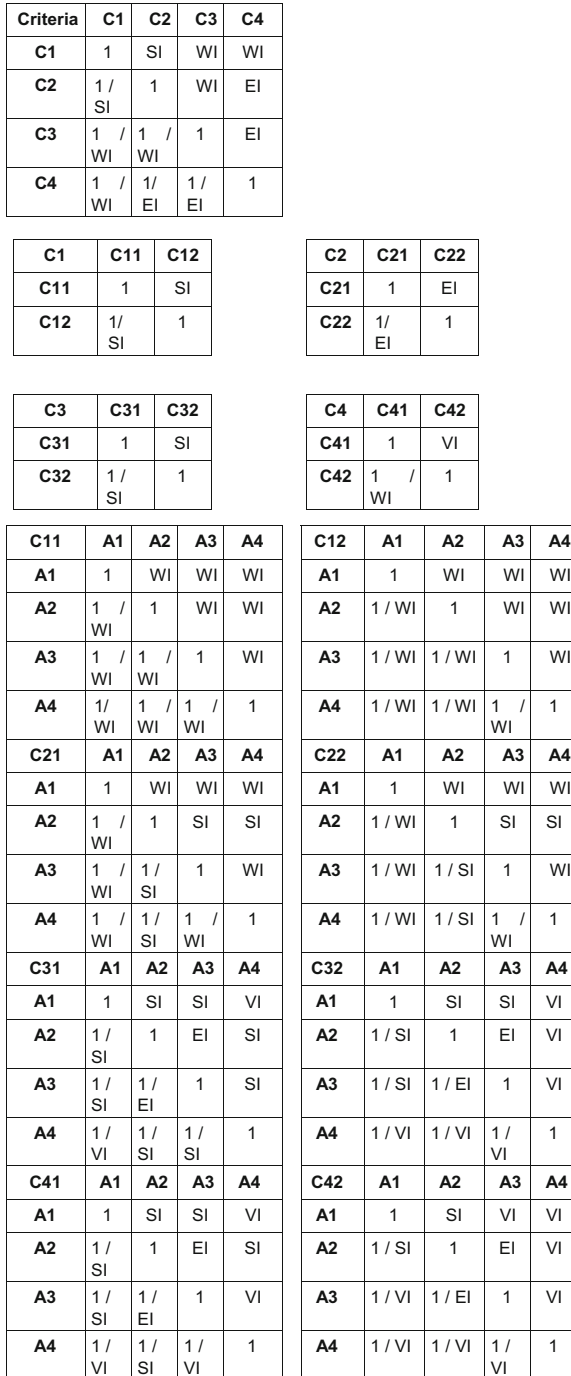 Criteria C1 C2 C3 C4
C1 1 SI WI WI
C2 1 / SI 1 WI EI
C3 1 / WI 1 / WI 1 EI
C4 1 / WI 1/ EI 1 / EI 1
C1 C11 C12
C11 1 SI
C12 1/ SI 1
C2 C21 C22
C21 1 EI
C22 1/ EI 1
C3 C31 C32
C31 1 SI
C32 1 / SI 1
C4 C41 C42
C41 1 VI
C42 1 / WI 1
C11 A1 A2 A3 A4
A1 1 WI WI WI
A2 1 / WI 1 WI WI
A3 1 / WI 1 / WI 1 WI
A4 1/ WI 1 / WI 1 / WI 1
C12 A1 A2 A3 A4
A1 1 WI WI WI
A2 1 / WI 1 WI WI
A3 1 / WI 1 / WI 1 WI
A4 1 / WI 1 / WI 1 / WI 1
C21 A1 A2 A3 A4
A1 1 WI WI WI
A2 1 / WI 1 SI SI
A3 1 / WI 1 / SI 1 WI
A4 1 / WI 1 / SI 1 / WI 1
C22 A1 A2 A3 A4
A1 1 WI WI WI
A2 1 / WI 1 SI SI
A3 1 / WI 1 / SI 1 WI
A4 1 / WI 1 / SI 1 / WI 1
C31 A1 A2 A3 A4
A1 1 SI SI VI
A2 1 / SI 1 EI SI
A3 1 / SI 1 / EI 1 SI
A4 1 / VI 1 / SI 1 / SI 1
C32 A1 A2 A3 A4
A1 1 SI SI VI
A2 1 / SI 1 EI VI
A3 1 / SI 1 / EI 1 VI
A4 1 / VI 1 / VI 1 / VI 1
C41 A1 A2 A3 A4
A1 1 SI SI VI
A2 1 / SI 1 EI SI
A3 1 / SI 1 / EI 1 VI
A4 1 / VI 1 / SI 1 / VI 1
C42 A1 A2 A3 A4
A1 1 SI VI VI
A2 1 / SI 1 EI VI
A3 1 / VI 1 / EI 1 VI
A4 1 / VI 1 / VI 1 / VI 1